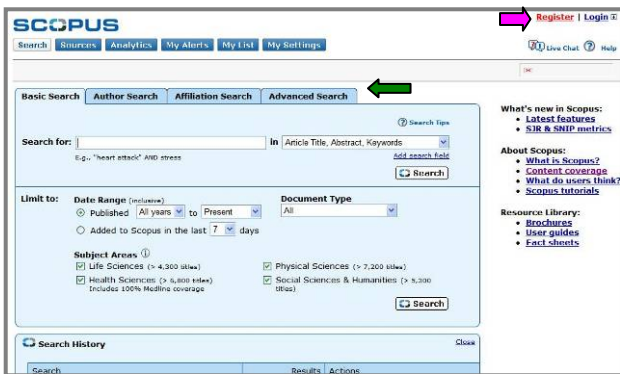 SCOPUS
Register | Login
Search Sources Analytics My Alerts My List My Settings
Live Chat Help
Basic Search Author Search Affiliation Search Advanced Search
Search Tips
Search for: in Article Title, Abstract, Keywords
E.g., "heart attack" AND stress Add search field
Search
Limit to:
Date Range (inclusive) Document Type
Published All years to Present All
Added to Scopus in the last 7 days
Subject Areas
Life Sciences (> 4,300 titles) Physical Sciences (> 7,200 titles)
Health Sciences (> 6,800 titles) Social Sciences & Humanities (> 5,300
Includes 100% Medline coverage titles)
Search
Search History Close
Search Results Actions
What's new in Scopus:
Latest features
SJR & SNIP metrics
About Scopus:
What is Scopus?
Content coverage
What do users think?
Scopus tutorials
Resource Library:
Brochures
User guides
Fact sheets